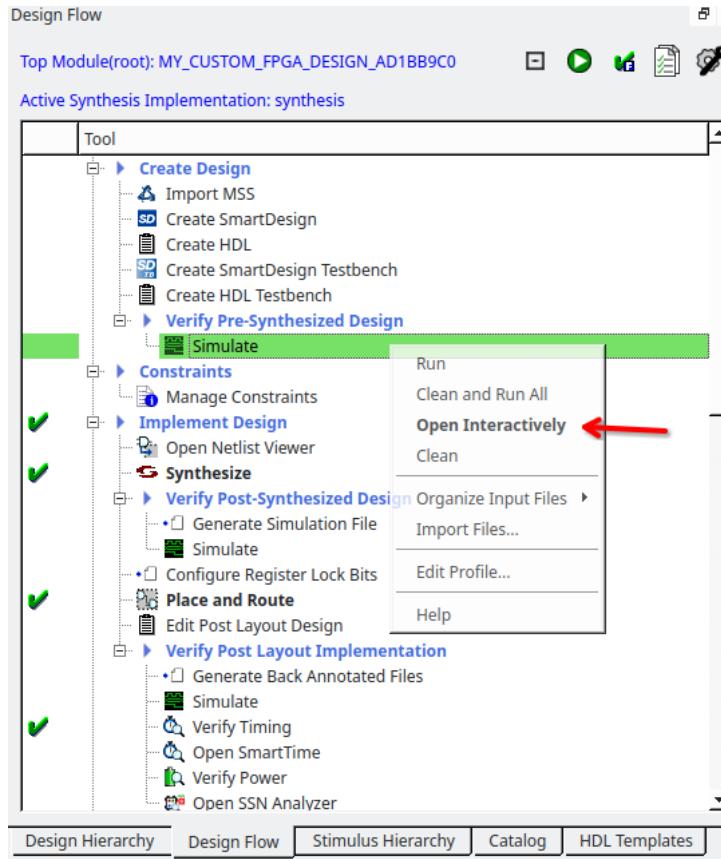 Design Flow
Top Module(root): MY_CUSTOM_FPGA_DESIGN_AD1BB9C0
Active Synthesis Implementation: synthesis
Tool
Create Design
Import MSS
SD Create SmartDesign
Create HDL
SD TB Create SmartDesign Testbench
Create HDL Testbench
Verify Pre-Synthesized Design
Simulate
Constraints
Manage Constraints
Implement Design
Open Netlist Viewer
Synthesize
Verify Post-Synthesized Design
Generate Simulation File
Simulate
Configure Register Lock Bits
Place and Route
Edit Post Layout Design
Verify Post Layout Implementation
Generate Back Annotated Files
Simulate
Verify Timing
Open SmartTime
Verify Power
Open SSN Analyzer
Run
Clean and Run All
Open Interactively
Clean
Organize Input Files
Import Files...
Edit Profile...
Help
Design Hierarchy Design Flow Stimulus Hierarchy Catalog HDL Templates